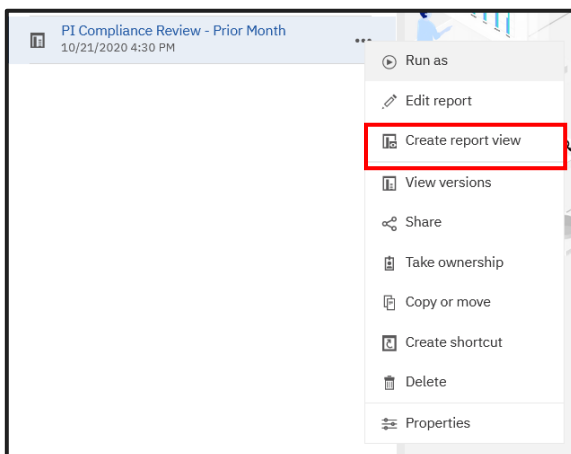 PI Compliance Review - Prior Month
10/21/2020 4:30 PM
Run as
Edit report
Create report view
View versions
Share
Take ownership
Copy or move
Create shortcut
Delete
Properties